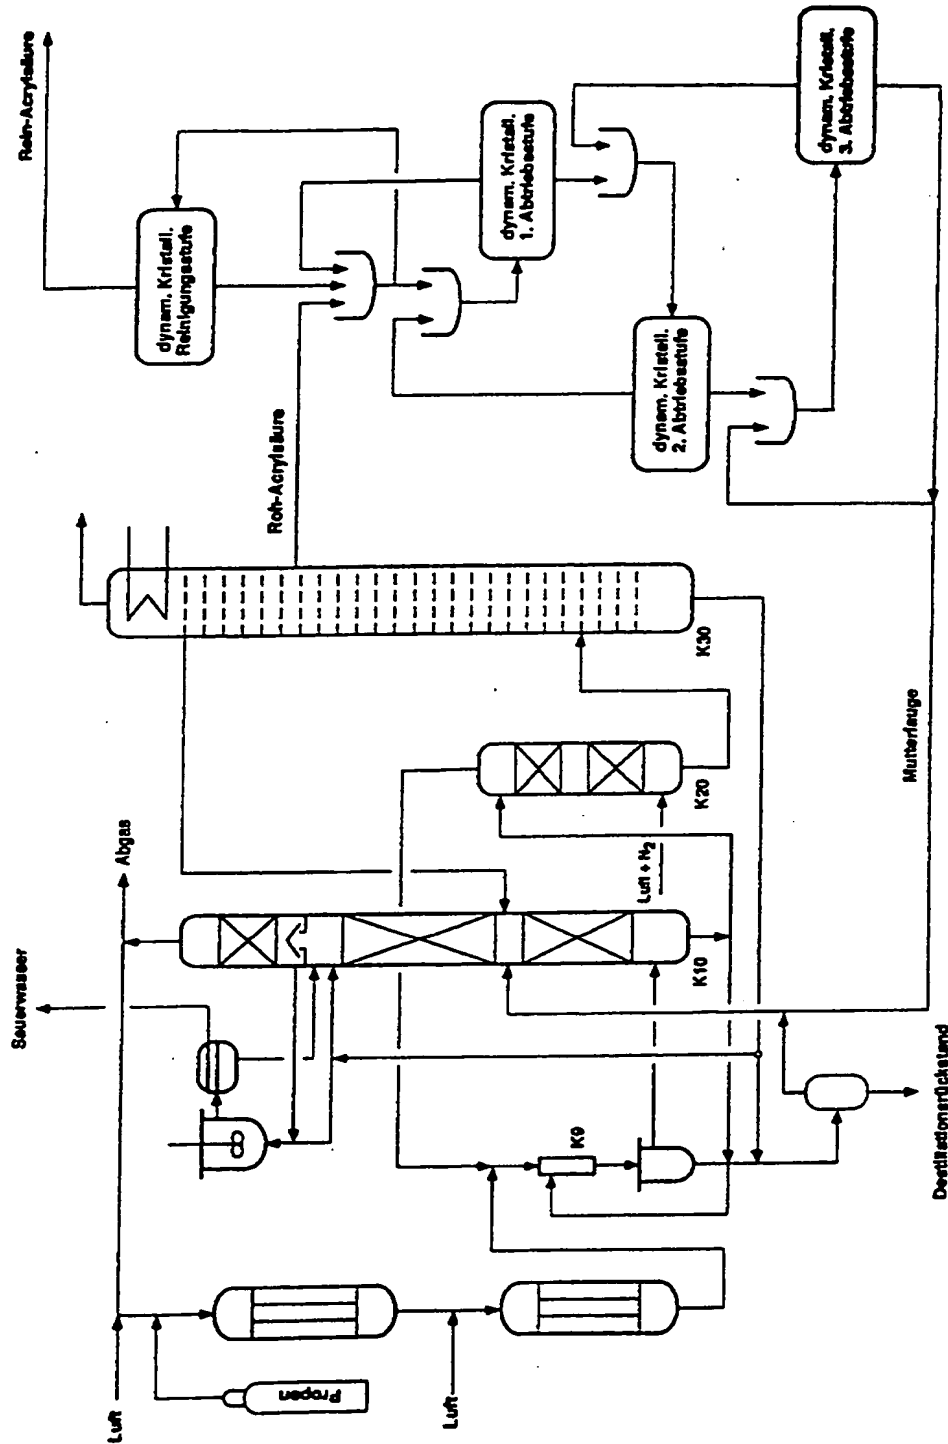 Rein-Acrylsäure
dynam. Kristall.
Reinigungsstufe
dynam. Kristall.
1. Abtriebsstufe
dynam. Kristall.
2. Abtriebsstufe
dynam. Kristall.
3. Abtriebsstufe
Roh-Acrylsäure
K30
Mutterlauge
K20
Luft + N2
Abgas
Sauerwasser
K10
K9
Destillationsrückstand
Luft
Propen
Luft